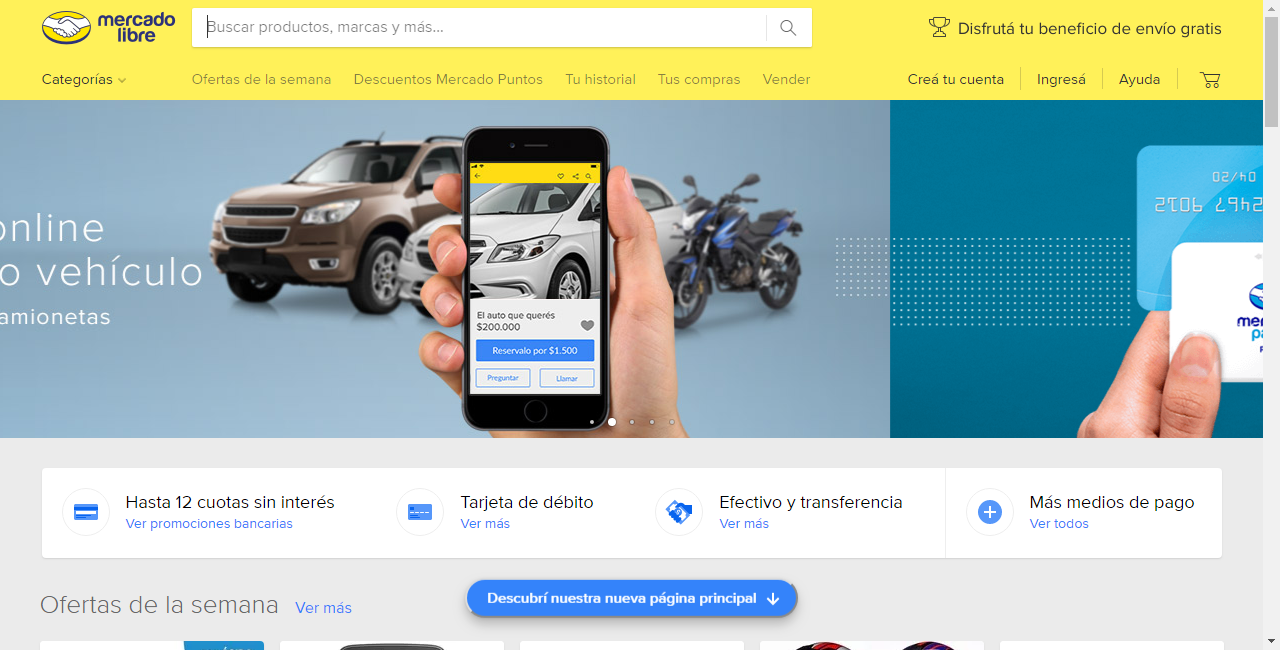 mercado
libre
Buscar productos, marcas y más...
Disfrutá tu beneficio de envío gratis
Categorías
Ofertas de la semana
Descuentos Mercado Puntos
Tu historial
Tus compras
Vender
Creá tu cuenta
Ingresá
Ayuda
online
o vehículo
amionetas
El auto que querés
$200.000
Reservalo por $1.500
Preguntar
Llamar
Hasta 12 cuotas sin interés
Ver promociones bancarias
Tarjeta de débito
Ver más
Efectivo y transferencia
Ver más
Más medios de pago
Ver todos
Ofertas de la semana
Ver más
Descubrí nuestra nueva página principal